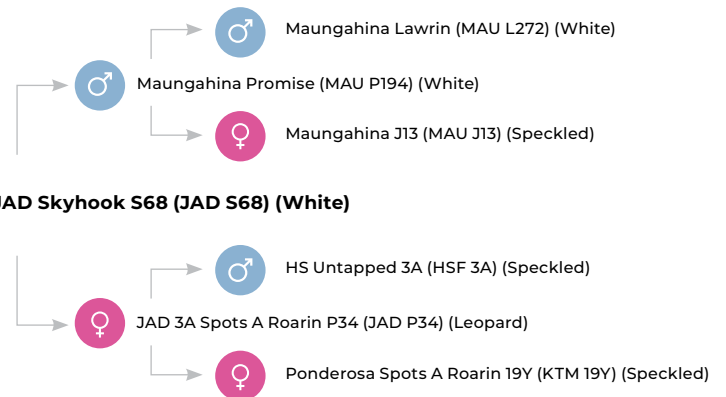 Maungahina Lawrin (MAU L272) (White)
Maungahina Promise (MAU P194) (White)
Maungahina J13 (MAU J13) (Speckled)
JAD Skyhook S68 (JAD S68) (White)
HS Untapped 3A (HSF 3A) (Speckled)
JAD 3A Spots A Roarin P34 (JAD P34) (Leopard)
Ponderosa Spots A Roarin 19Y (KTM 19Y) (Speckled)